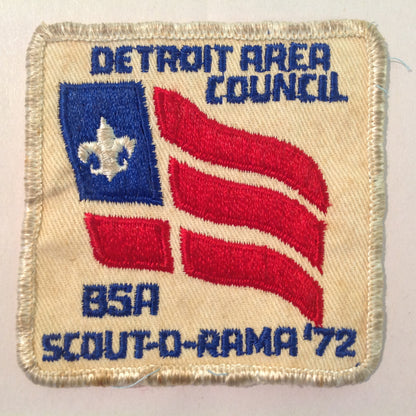 DETROIT AREA
COUNCIL
BSA
SCOUT-O-RAMA '72